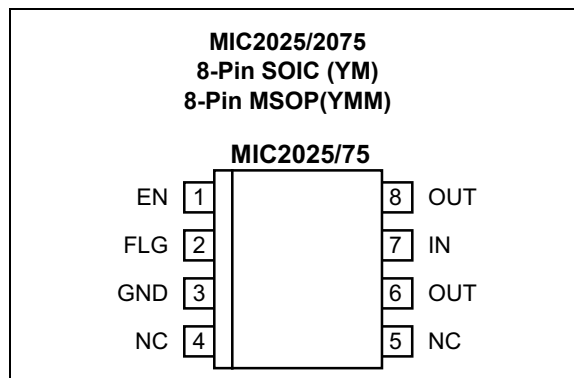 MIC2025/2075
8-Pin SOIC (YM)
8-Pin MSOP(YMM)
MIC2025/75
EN 1 8 OUT
FLG 2 7 IN
GND 3 6 OUT
NC 4 5 NC